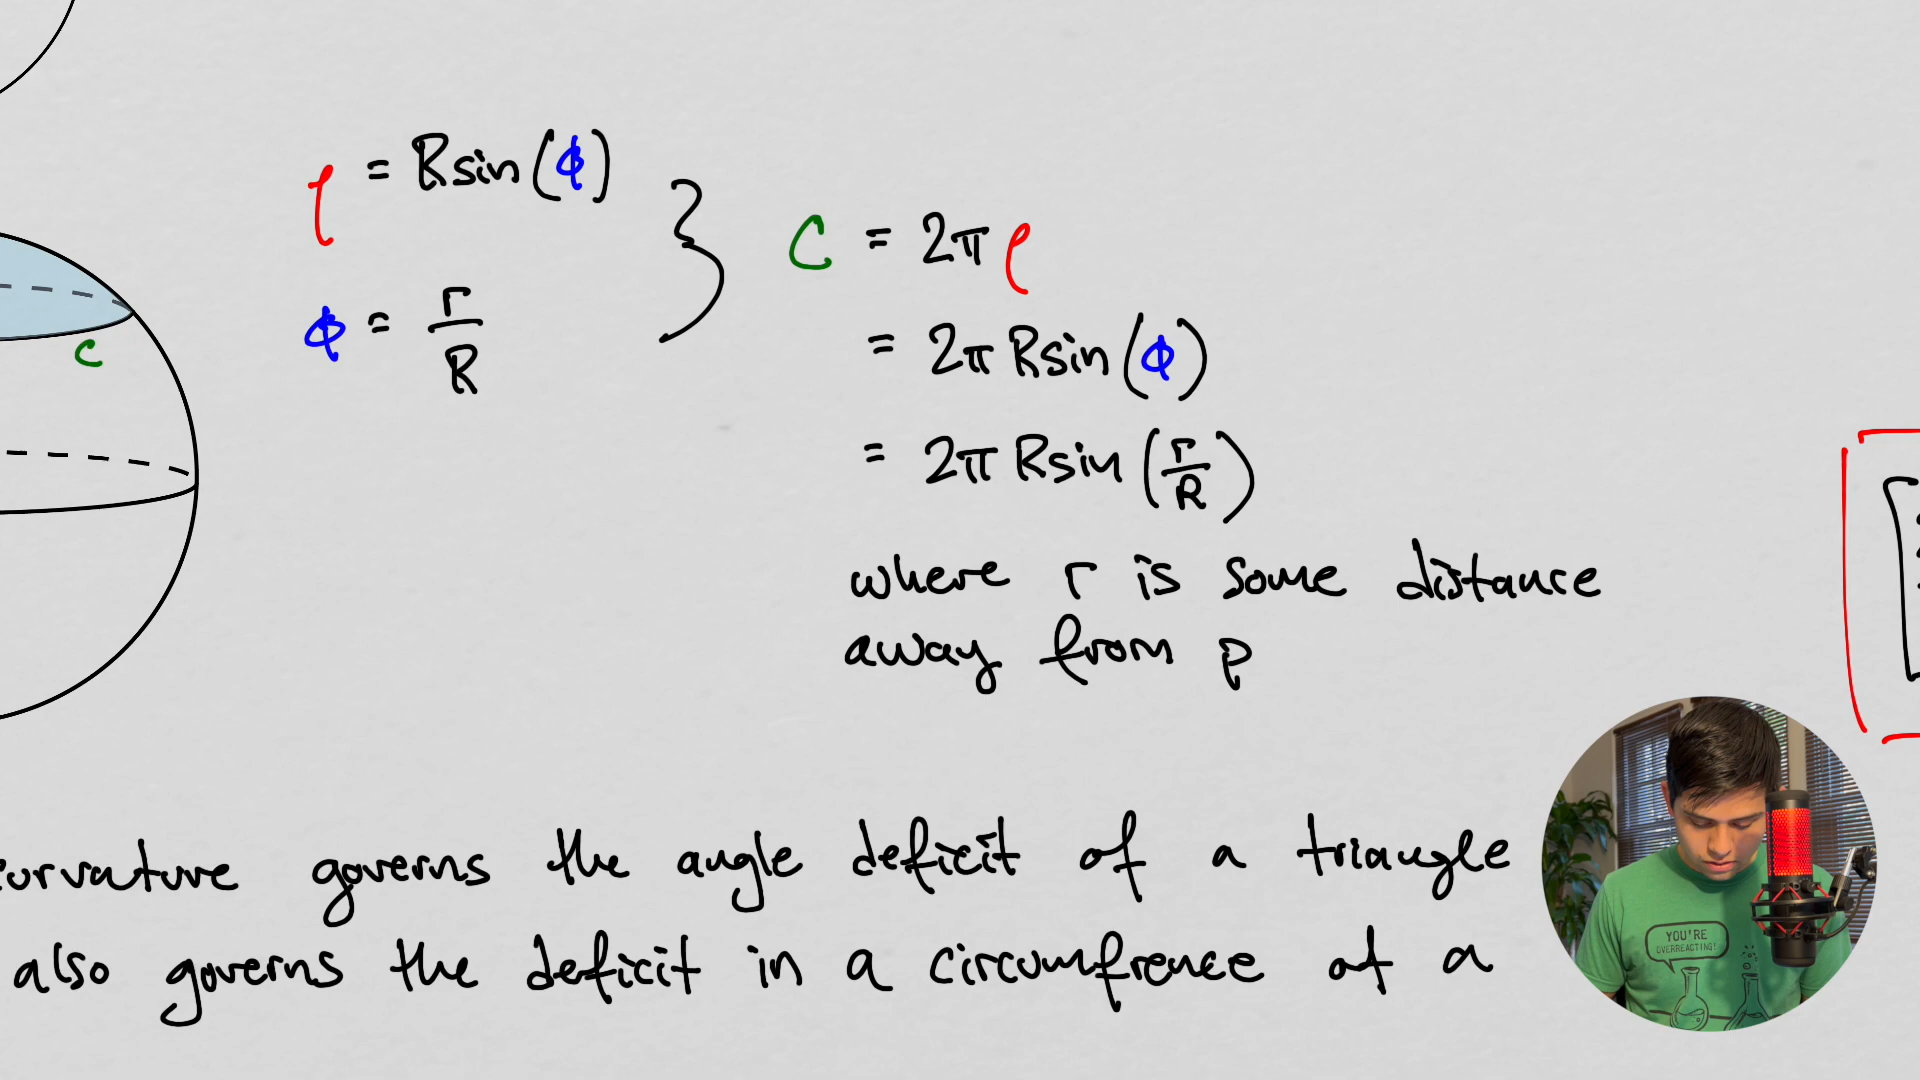 ρ = Rsin(ϕ)
ϕ = r/R
C = 2πρ
= 2πRsin(ϕ)
= 2πRsin(r/R)
where r is some distance
away from p
C
curvature governs the angle deficit of a triangle
also governs the deficit in a circumfrence of a
YOU'RE
OVERREACTING!